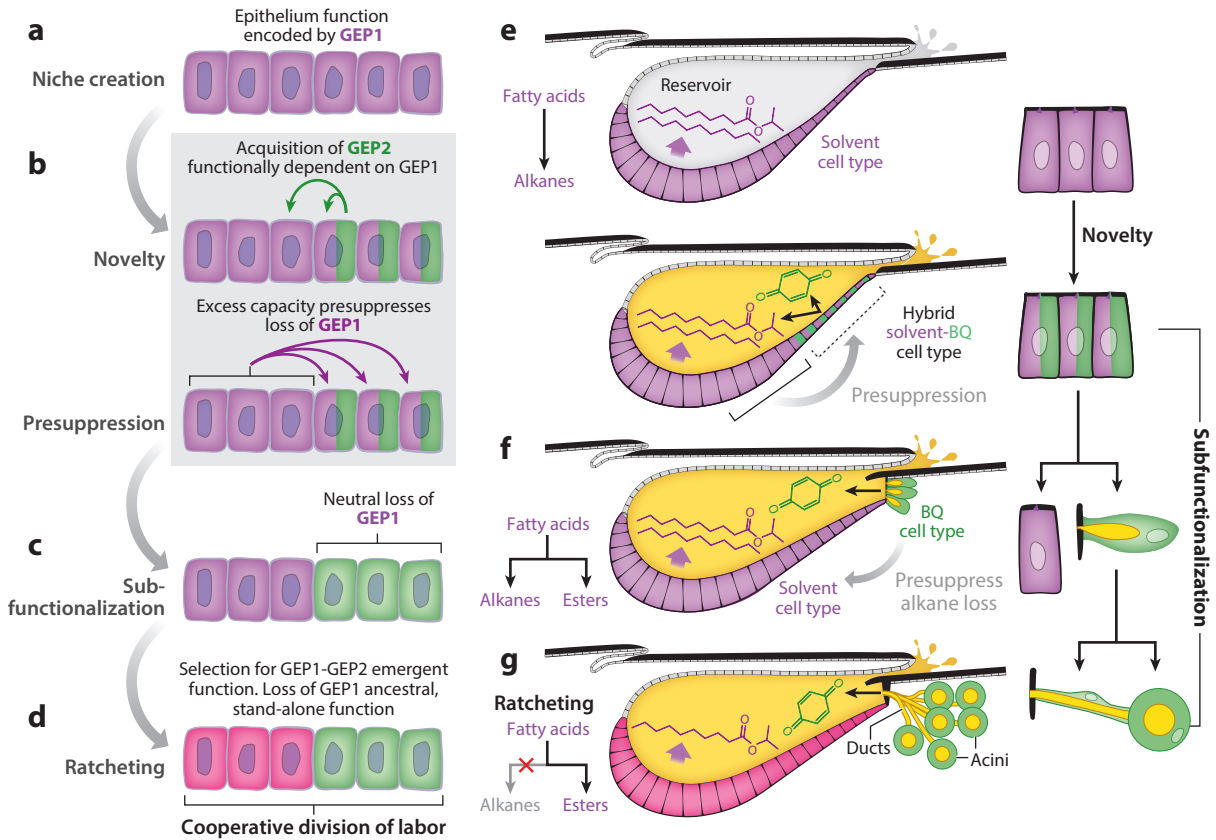 a
Epithelium function
encoded by GEP1
Niche creation
b
Acquisition of GEP2
functionally dependent on GEP1
Novelty
Excess capacity presuppresses
loss of GEP1
Presuppression
c
Neutral loss of
GEP1
Sub-
functionalization
d
Selection for GEP1-GEP2 emergent
function. Loss of GEP1 ancestral,
stand-alone function
Ratcheting
Cooperative division of labor
e
Fatty acids
Alkanes
Reservoir
O
O
Solvent
cell type
O
O
O
O
Hybrid
solvent-BQ
cell type
Presuppression
f
Fatty acids
Alkanes
Esters
O
O
O
O
BQ
cell type
Solvent
cell type
Presuppress
alkane loss
g
Ratcheting
Fatty acids
Alkanes
Esters
O
O
O
O
Ducts
Acini
Novelty
Subfunctionalization